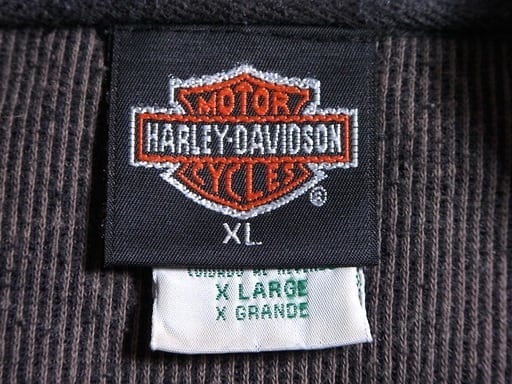 MOTOR
HARLEY-DAVIDSON
CYCLES
®
XL
X LARGE
X GRANDE